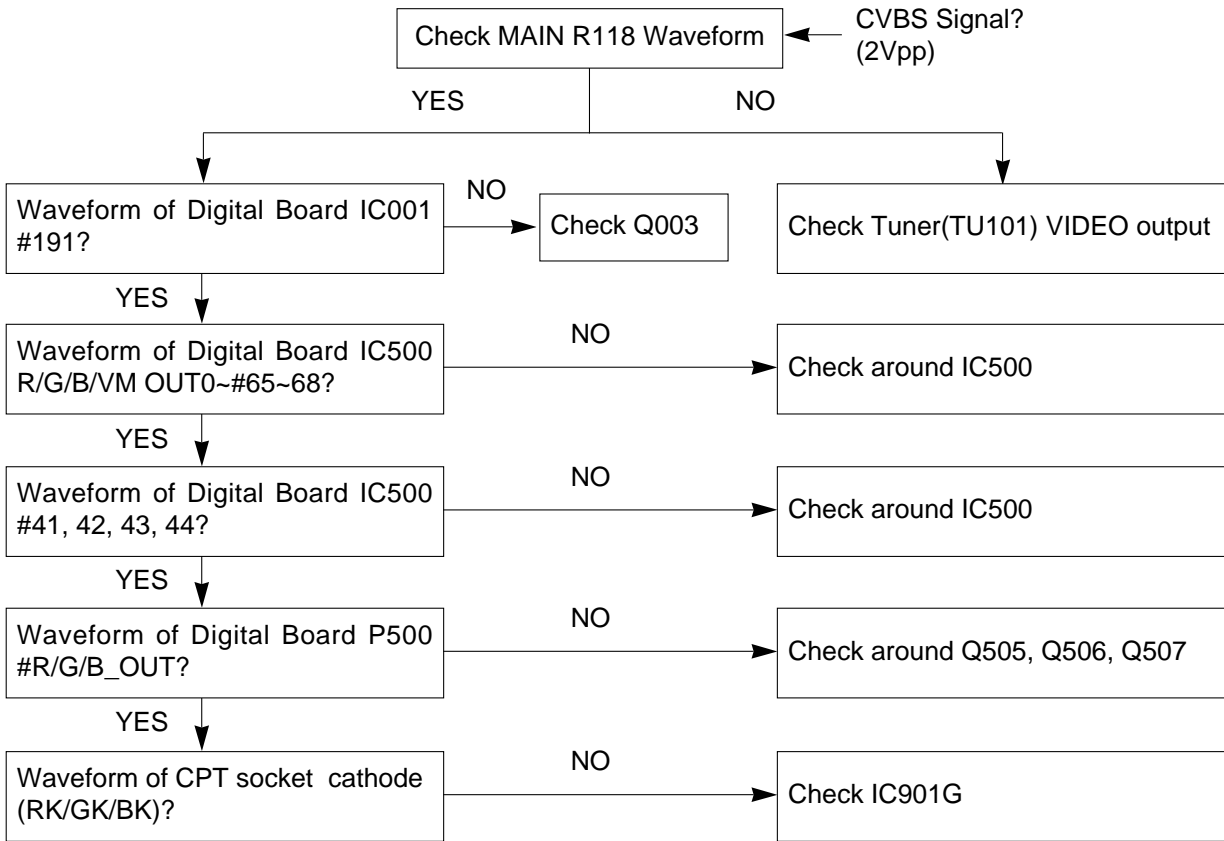 Check MAIN R118 Waveform
CVBS Signal?
(2Vpp)
YES
NO
Waveform of Digital Board IC001
#191?
NO
Check Q003
Check Tuner(TU101) VIDEO output
YES
Waveform of Digital Board IC500
R/G/B/VM OUT0~#65~68?
NO
Check around IC500
YES
Waveform of Digital Board IC500
#41, 42, 43, 44?
NO
Check around IC500
YES
Waveform of Digital Board P500
#R/G/B_OUT?
NO
Check around Q505, Q506, Q507
YES
Waveform of CPT socket cathode
(RK/GK/BK)?
NO
Check IC901G